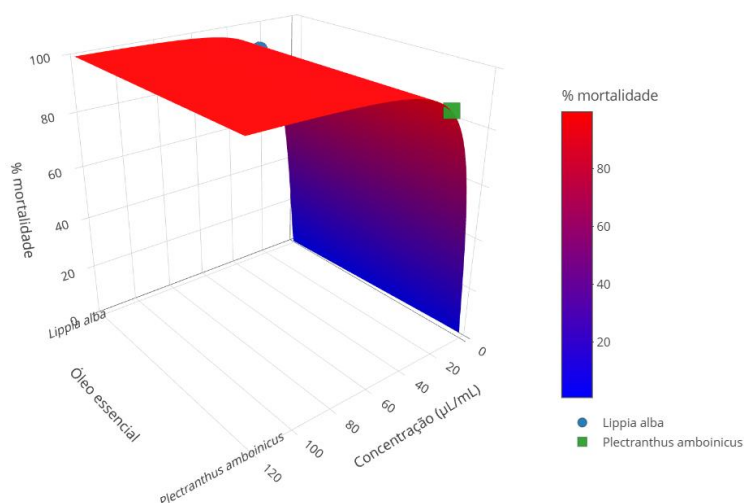 100
80
60
40
20
0
% mortalidade
Lippia alba
Óleo essencial
Plectranthus amboinicus
120
100
80
60
40
20
0
Concentração (µL/mL)
% mortalidade
80
60
40
20
Lippia alba
Plectranthus amboinicus